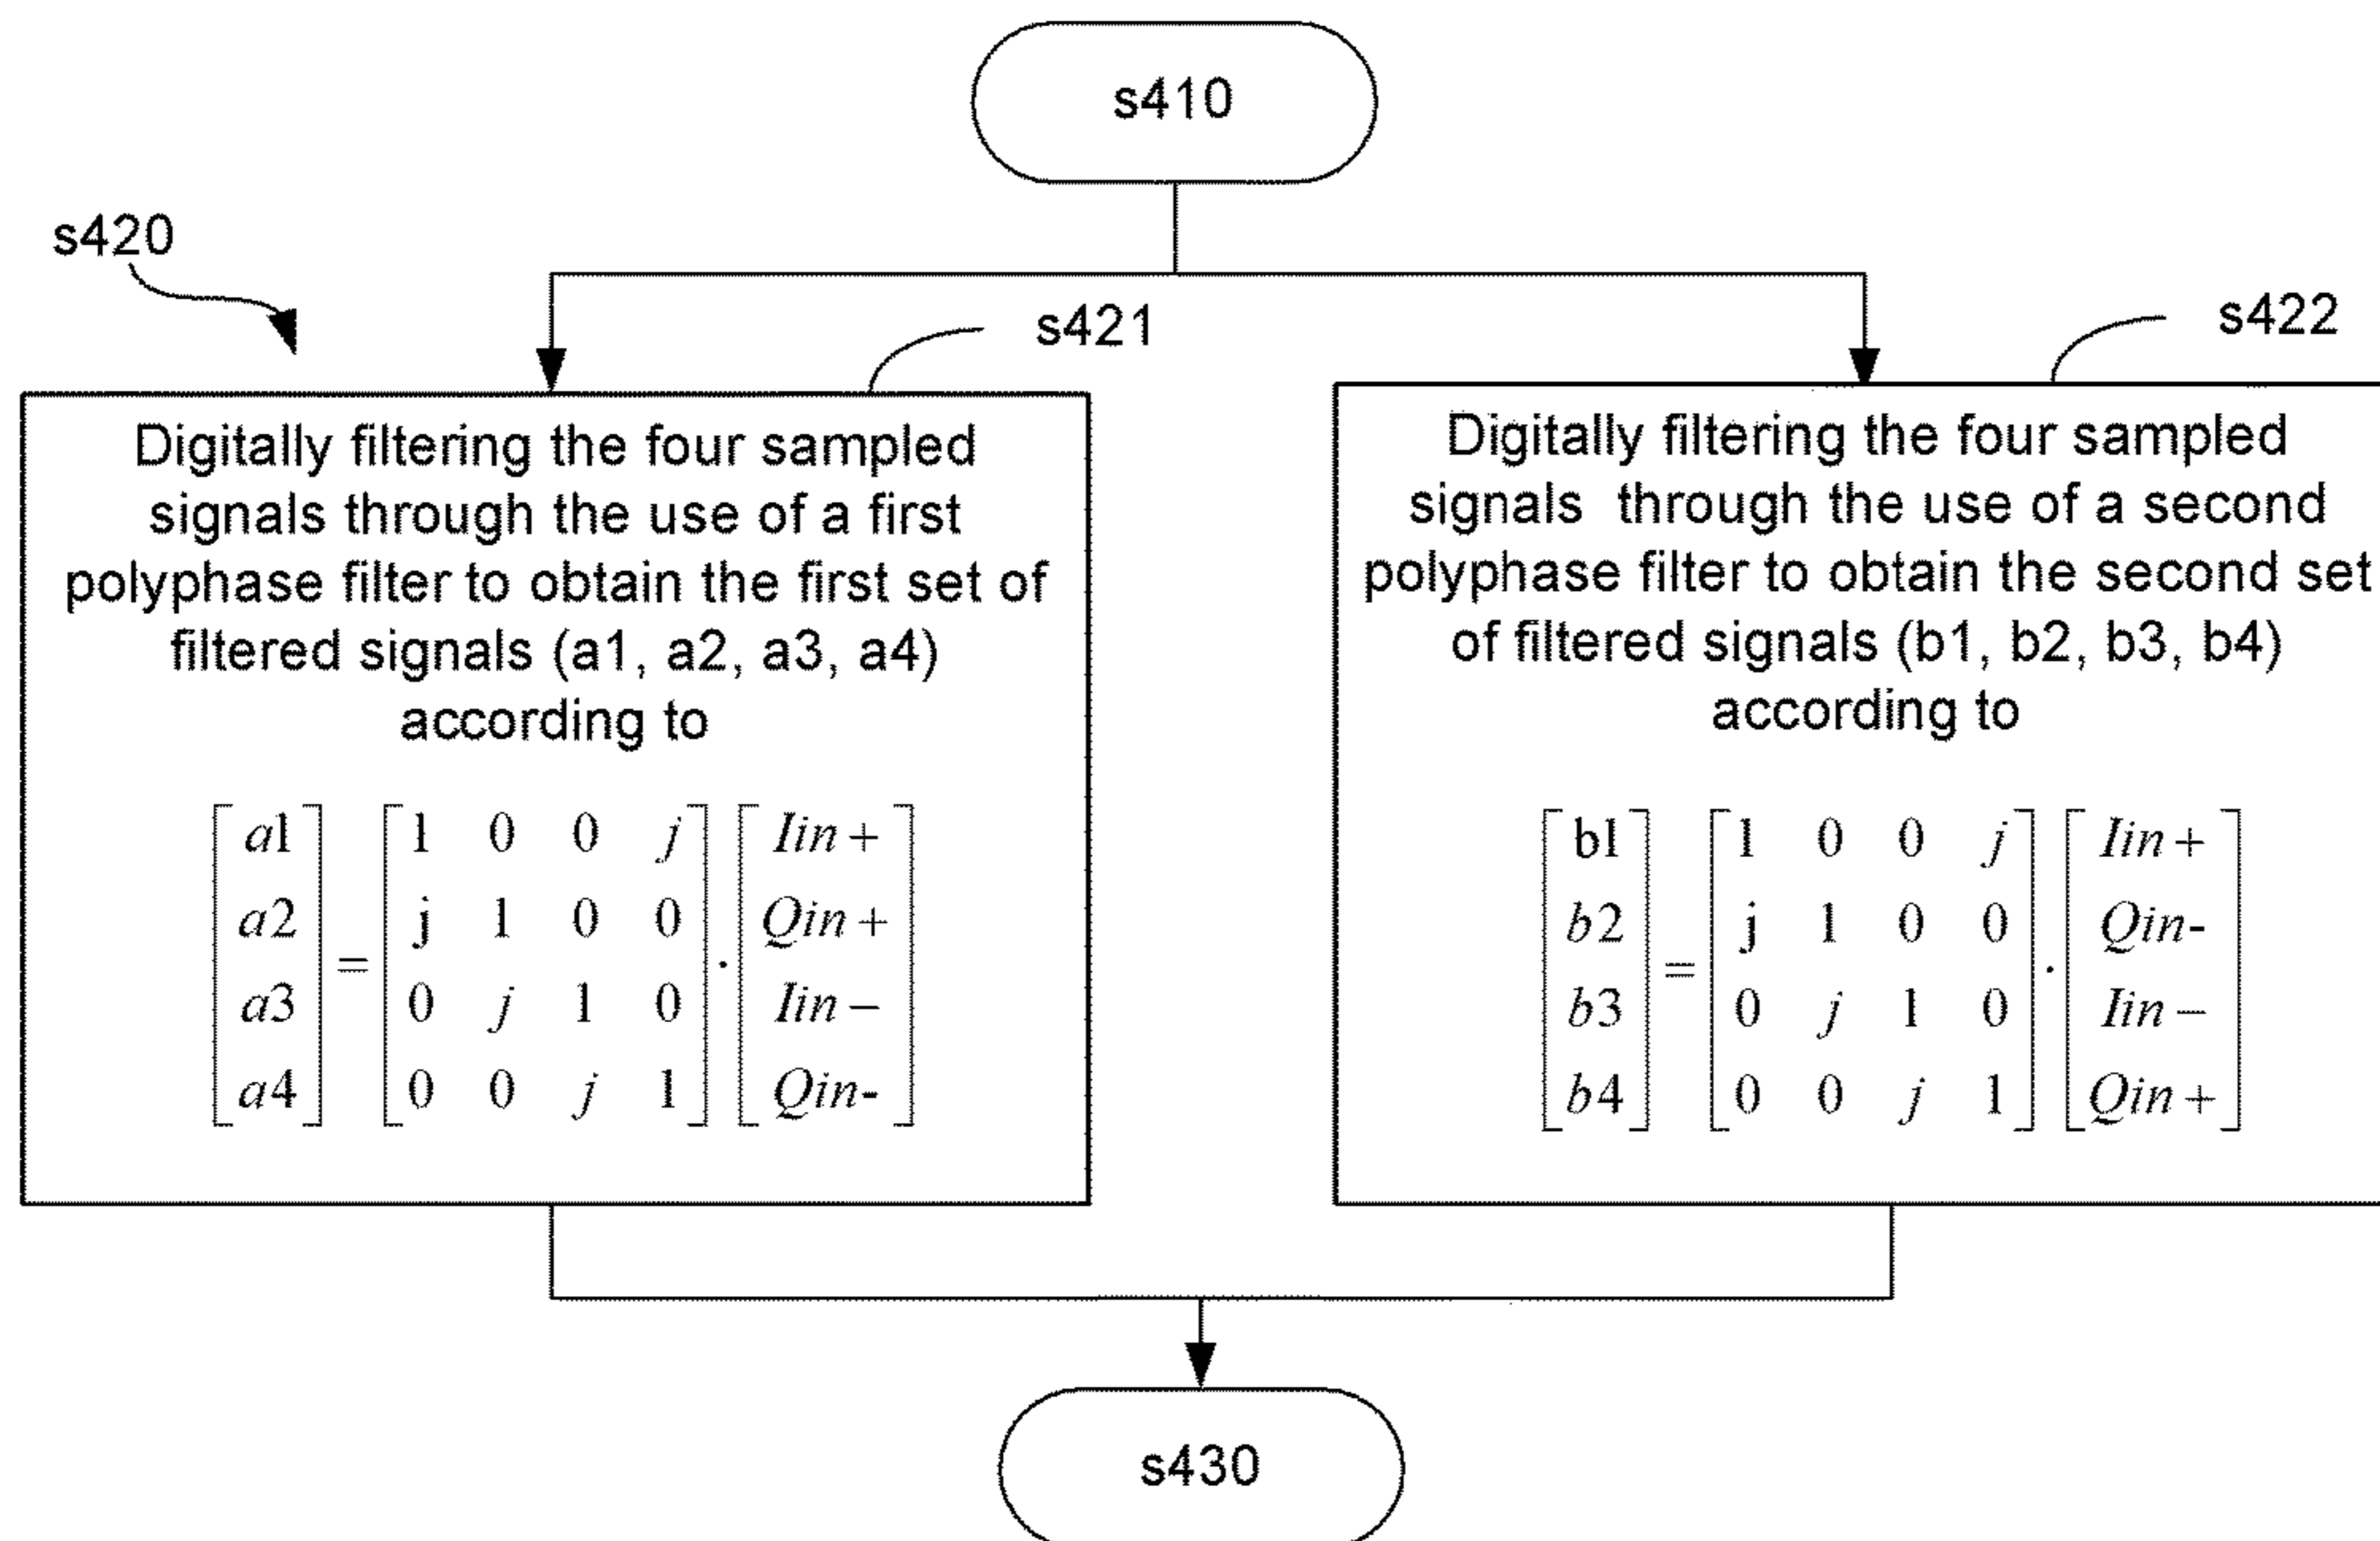 s410
s420
s421
s422
Digitally filtering the four sampled
signals through the use of a first
polyphase filter to obtain the first set of
filtered signals (a1, a2, a3, a4)
according to
[a1] [1 0 0 j] [Iin +]
[a2] [j 1 0 0] [Qin +]
= ·
[a3] [0 j 1 0] [Iin −]
[a4] [0 0 j 1] [Qin-]
Digitally filtering the four sampled
signals through the use of a second
polyphase filter to obtain the second set
of filtered signals (b1, b2, b3, b4)
according to
[b1] [1 0 0 j] [Iin +]
[b2] [j 1 0 0] [Qin-]
= ·
[b3] [0 j 1 0] [Iin −]
[b4] [0 0 j 1] [Qin +]
s430